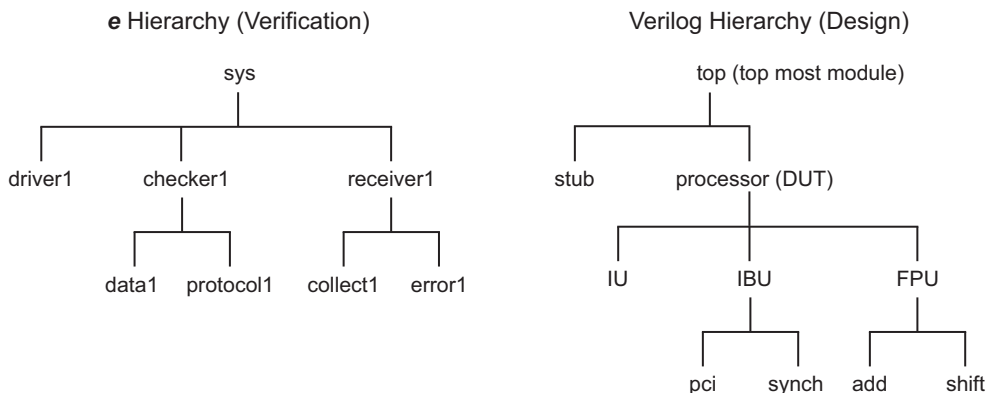 e Hierarchy (Verification)
Verilog Hierarchy (Design)
sys
top (top most module)
driver1
checker1
receiver1
stub
processor (DUT)
data1
protocol1
collect1
error1
IU
IBU
FPU
pci
synch
add
shift